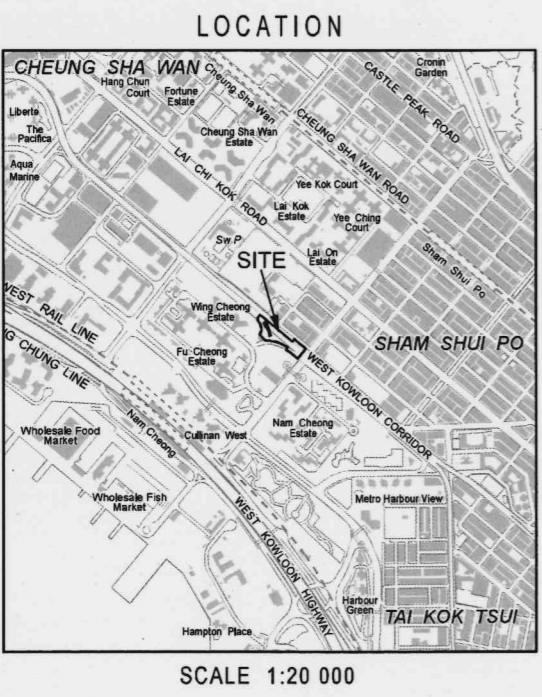 LOCATION
CHEUNG SHA WAN
Cheung Sha Wan
Cronin
Garden
Hang Chun
Court
Fortune
Estate
CASTLE PEAK ROAD
Liberte
The
Pacifica
Cheung Sha Wan
Estate
CHEUNG SHA WAN ROAD
Aqua
Marine
LAI CHI KOK ROAD
Yee Kok Court
Lai Kok
Estate
Yee Ching
Court
Sw P
Lai On
Estate
Sham Shui Po
SITE
WEST RAIL LINE
Wing Cheong
Estate
NG CHUNG LINE
Fu Cheong
Estate
SHAM SHUI PO
WEST KOWLOON CORRIDOR
Nam Cheong
Estate
Nam Cheong
Cullinan West
Wholesale Food
Market
Wholesale Fish
Market
Metro Harbour View
WEST KOWLOON HIGHWAY
Harbour
Green
TAI KOK TSUI
Hampton Place
SCALE 1:20 000